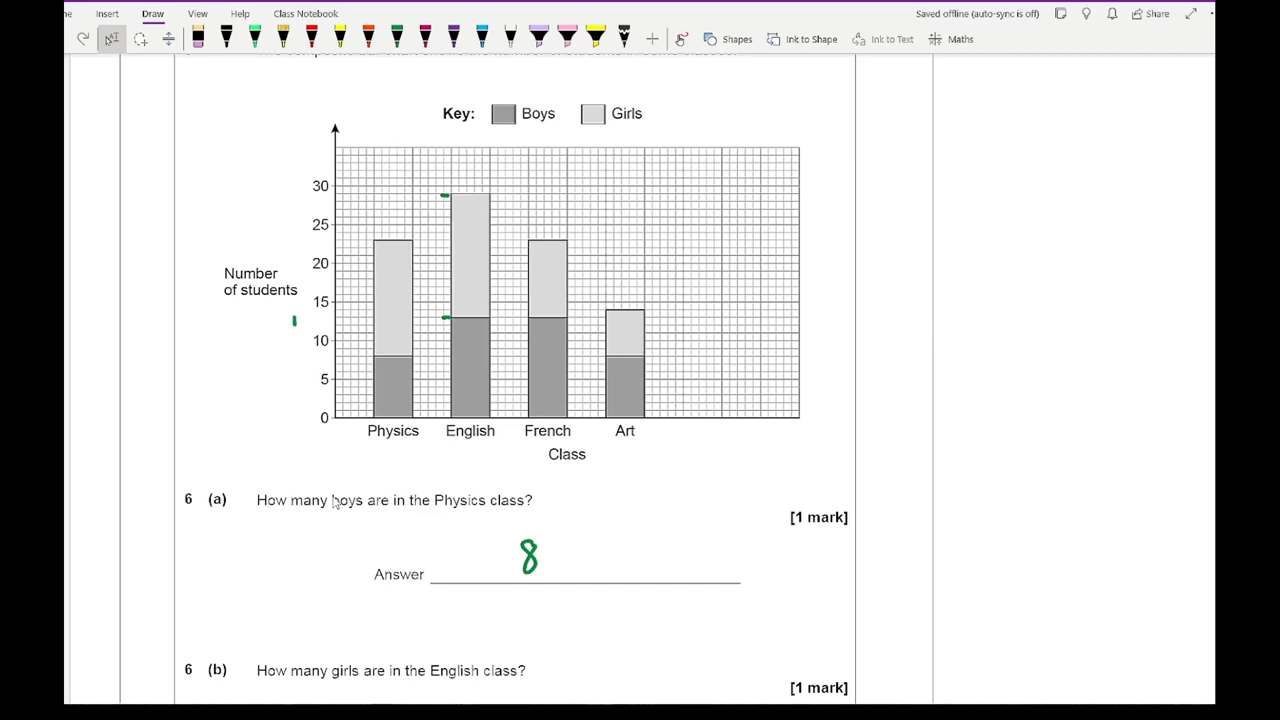 Insert Draw View Help Class Notebook Saved offline (auto-sync is off) Share
Shapes Ink to Shape Ink to Text Maths
Key: Boys Girls
30
25
20
Number
of students
15
10
5
0
Physics English French Art
Class
6 (a) How many boys are in the Physics class?
[1 mark]
8
Answer
6 (b) How many girls are in the English class?
[1 mark]